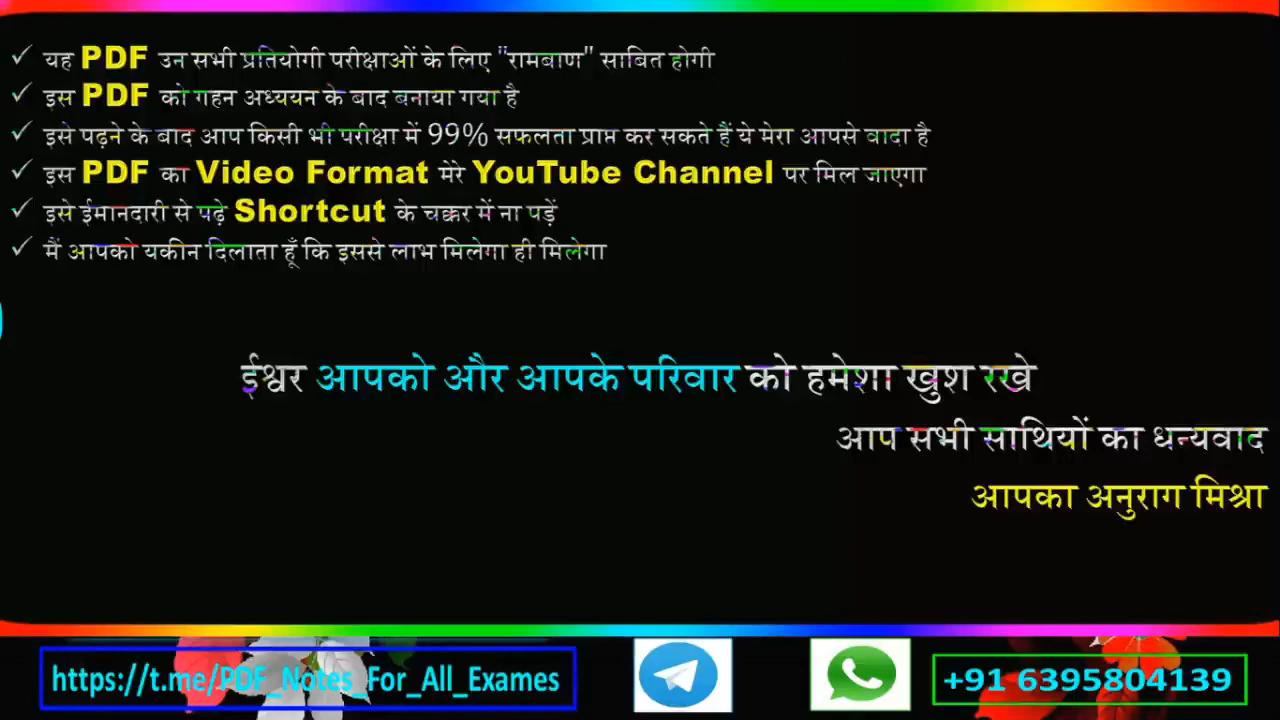 ✓ यह PDF उन सभी प्रतियोगी परीक्षाओं के लिए "रामबाण" साबित होगी
✓ इस PDF को गहन अध्ययन के बाद बनाया गया है
✓ इसे पढ़ने के बाद आप किसी भी परीक्षा में 99% सफलता प्राप्त कर सकते हैं ये मेरा आपसे वादा है
✓ इस PDF का Video Format मेरे YouTube Channel पर मिल जाएगा
✓ इसे ईमानदारी से पढ़े Shortcut के चक्कर में ना पड़ें
✓ मैं आपको यकीन दिलाता हूँ कि इससे लाभ मिलेगा ही मिलेगा
ईश्वर आपको और आपके परिवार को हमेशा खुश रखे
आप सभी साथियों का धन्यवाद
आपका अनुराग मिश्रा
https://t.me/PDF_Notes_For_All_Exames
+91 6395804139